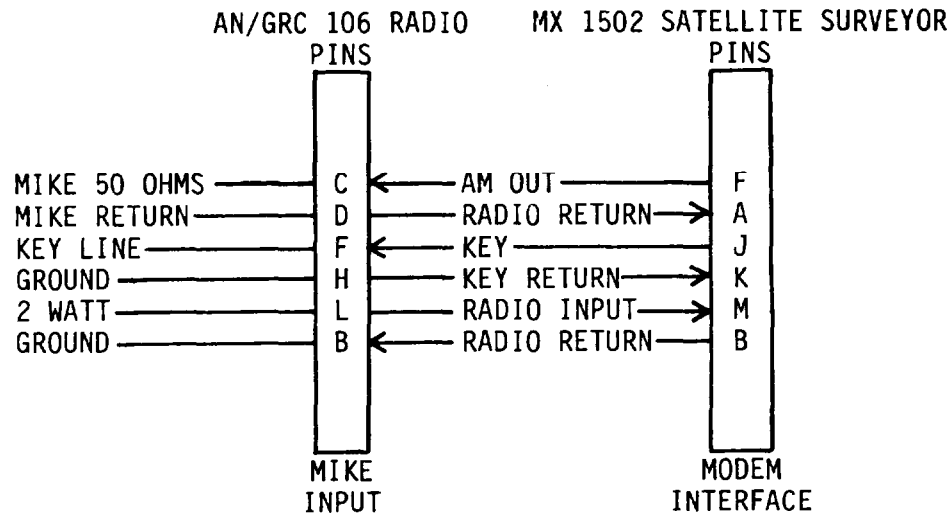 AN/GRC 106 RADIO MX 1502 SATELLITE SURVEYOR
PINS PINS
MIKE 50 OHMS C AM OUT F
MIKE RETURN D RADIO RETURN A
KEY LINE F KEY J
GROUND H KEY RETURN K
2 WATT L RADIO INPUT M
GROUND B RADIO RETURN B
MIKE MODEM
INPUT INTERFACE